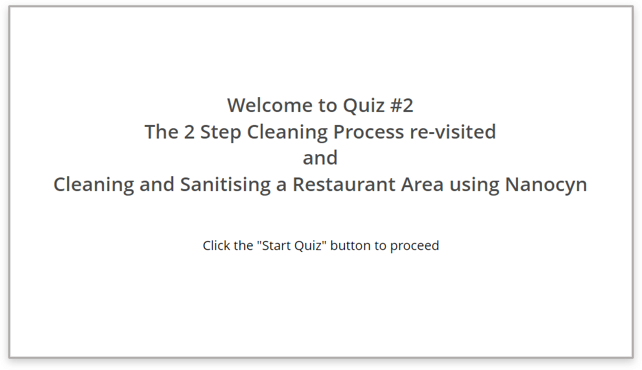 Welcome to Quiz #2
The 2 Step Cleaning Process re-visited
and
Cleaning and Sanitising a Restaurant Area using Nanocyn
Click the "Start Quiz" button to proceed